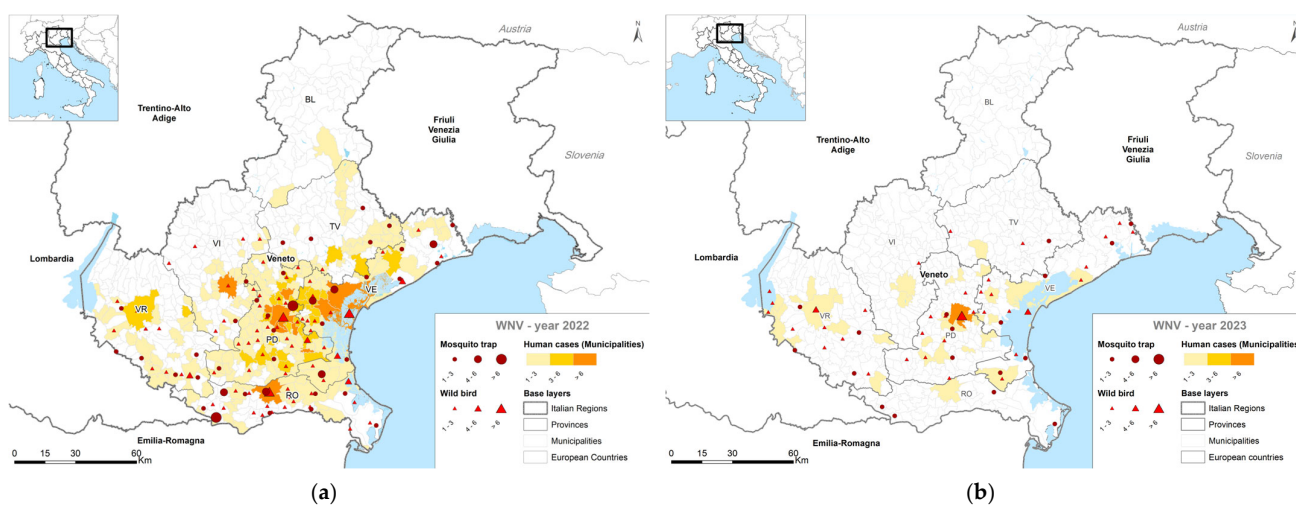 Austria
N
BL
Trentino-Alto
Adige
Friuli
Venezia
Giulia
Slovenia
TV
VI
Lombardia
Veneto
VE
VR
PD
RO
Emilia-Romagna
0 15 30 60
Km
WNV - year 2022
Mosquito trap
1 - 3
4 - 6
> 6
Wild bird
1 - 3
4 - 6
> 6
Human cases (Municipalities)
1 - 3
3 - 6
> 6
Base layers
Italian Regions
Provinces
Municipalities
European Countries
(a)
Austria
N
BL
Trentino-Alto
Adige
Friuli
Venezia
Giulia
Slovenia
TV
VI
Lombardia
Veneto
VE
VR
PD
RO
Emilia-Romagna
0 15 30 60
Km
WNV - year 2023
Mosquito trap
1 - 3
4 - 6
> 6
Wild bird
1 - 3
4 - 6
> 6
Human cases (Municipalities)
1 - 3
3 - 6
> 6
Base layers
Italian Regions
Provinces
Municipalities
European countries
(b)